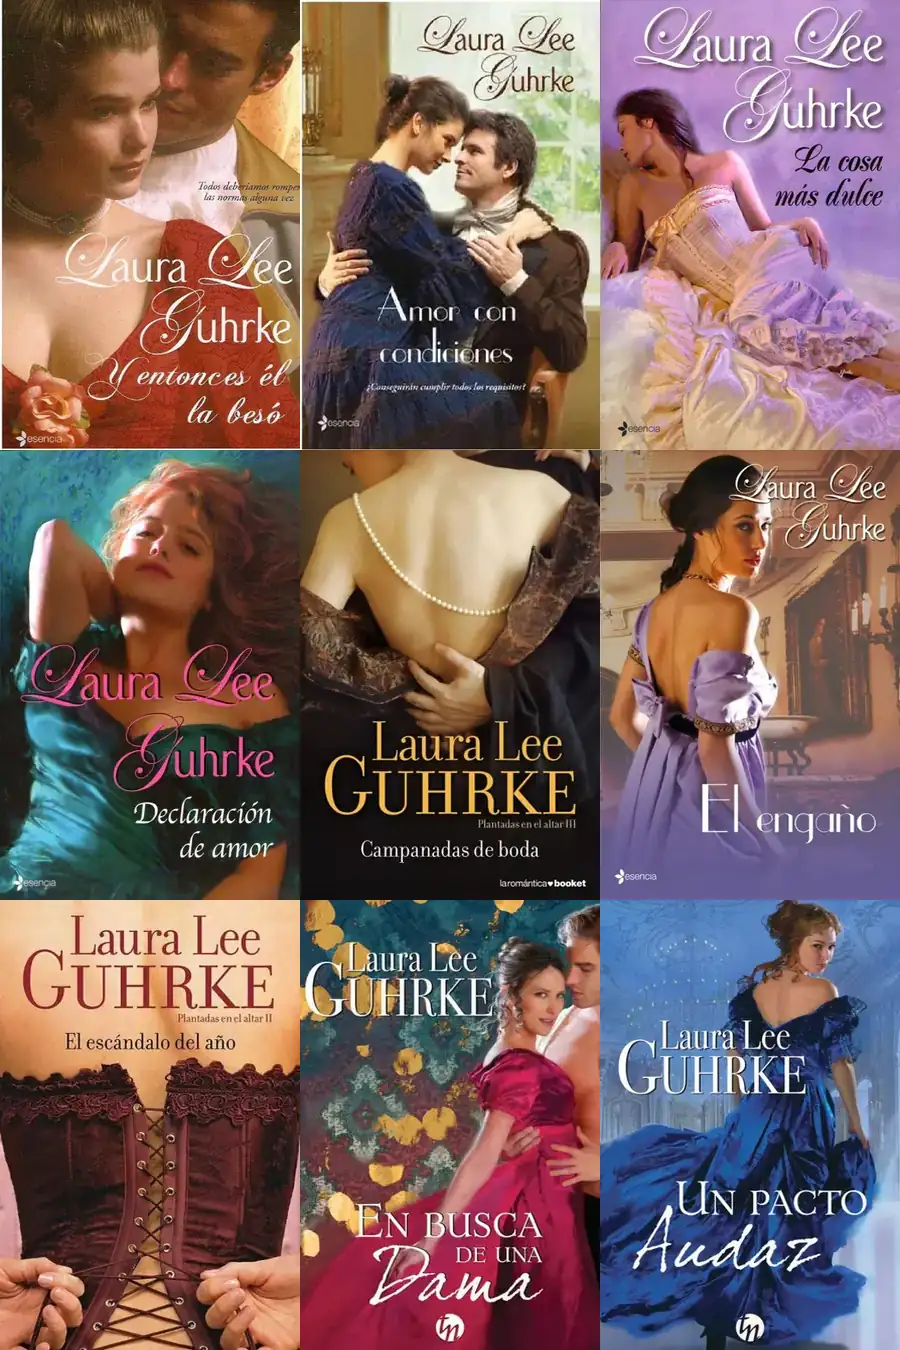 Todos deberíamos romper
las normas alguna vez
Laura Lee
Guhrke
Y entonces él
la besó
esencia
Laura Lee
Guhrke
Amor con
condiciones
¿Conseguirán cumplir todos los requisitos?
esencia
Laura Lee
Guhrke
La cosa
más dulce
esencia
Laura Lee
Guhrke
Declaración
de amor
esencia
Laura Lee
GUHRKE
Plantadas en el altar III
Campanadas de boda
la romántica♥booket
Laura Lee
Guhrke
El engaño
esencia
Laura Lee
GUHRKE
Plantadas en el altar II
El escándalo del año
Laura Lee
GUHRKE
EN BUSCA
DE UNA
Dama
tn
Laura Lee
GUHRKE
UN PACTO
Audaz
tn